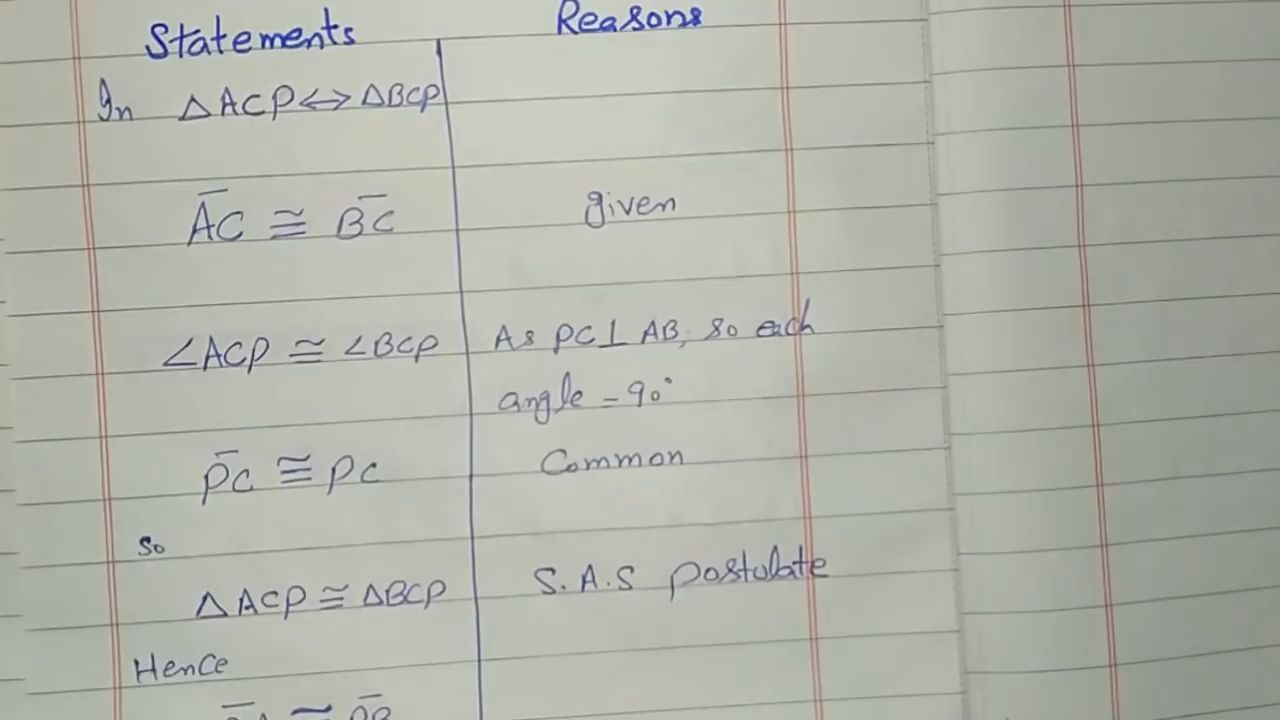 Statements Reasons
In △ACP⟷△BCP
A̅C̅ ≅ B̅C̅ given
∠ACP ≅ ∠BCP As PC⊥AB, so each
angle = 90°
P̅C̅ ≅ PC Common
So
△ACP≅△BCP S.A.S postulate
Hence